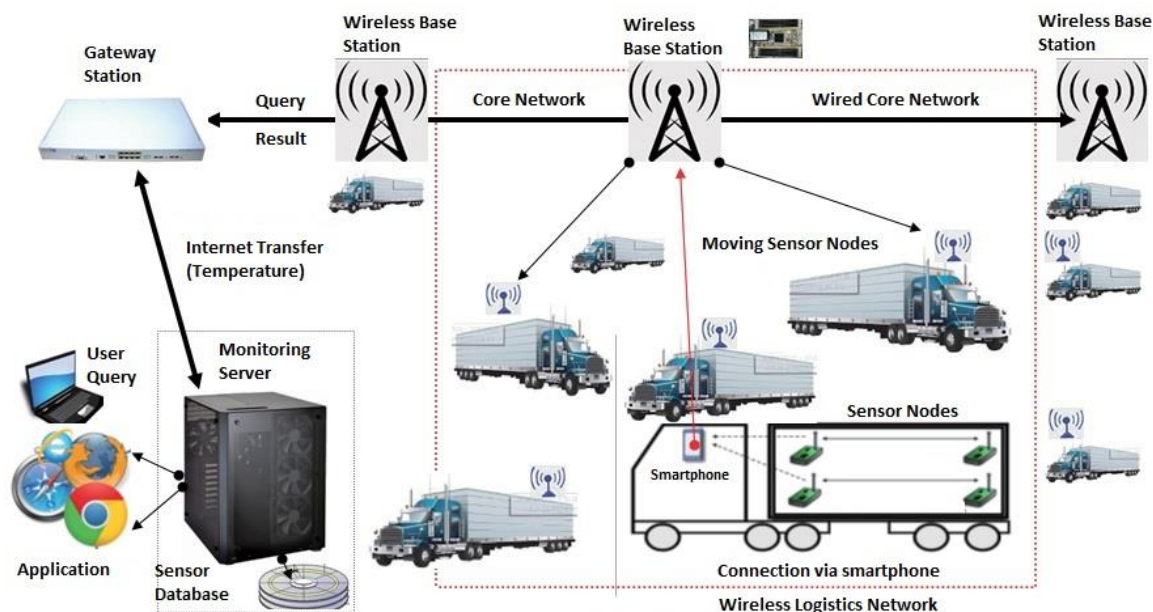 Wireless Base
Station
Wireless
Base Station
Wireless Base
Station
Gateway
Station
Query
Result
Core Network
Wired Core Network
Internet Transfer
(Temperature)
Moving Sensor Nodes
User
Query
Monitoring
Server
Sensor Nodes
Smartphone
Application
Sensor
Database
Connection via smartphone
Wireless Logistics Network